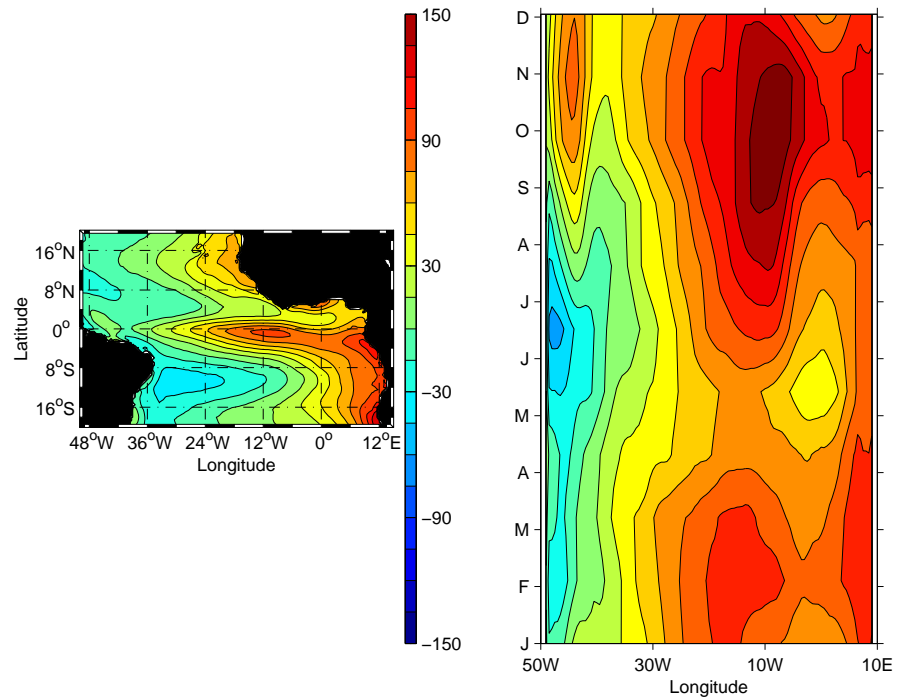 16°N
8°N
0°
8°S
16°S
Latitude
48°W 36°W 24°W 12°W 0° 12°E
Longitude
150
90
30
−30
−90
−150
D
N
O
S
A
J
J
M
A
M
F
J
50W 30W 10W 10E
Longitude